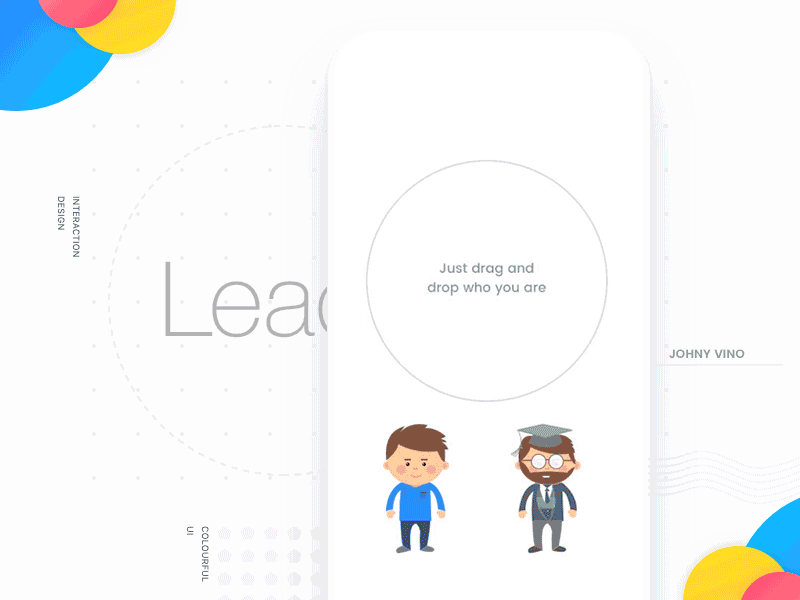 INTERACTION
DESIGN
Just drag and
drop who you are
Lea
JOHNY VINO
COLOURFUL
UI